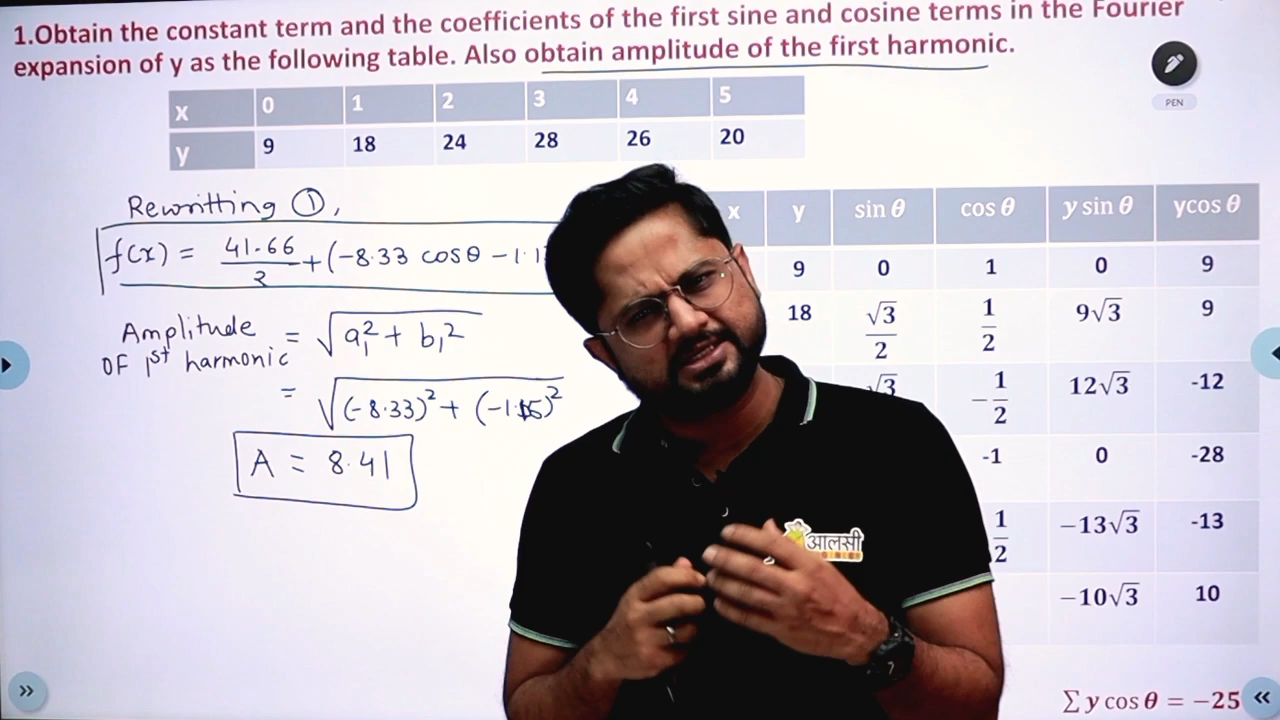 1.Obtain the constant term and the coefficients of the first sine and cosine terms in the Fourier
expansion of y as the following table. Also obtain amplitude of the first harmonic.
PEN
x 0 1 2 3 4 5
y 9 18 24 28 26 20
Rewritting ①,
f(x) = 41.66/2 + (-8.33 cosθ - 1.1
Amplitude of 1st harmonic = √(a₁² + b₁²)
= √((-8.33)² + (-1.15)²)
A = 8.41
x y sin θ cos θ y sin θ ycos θ
9 0 1 0 9
18 √3/2 1/2 9√3 9
√3 -1/2 12√3 -12
-1 0 -28
1/2 −13√3 -13
−10√3 10
∑ y cos θ = −25
आलसी